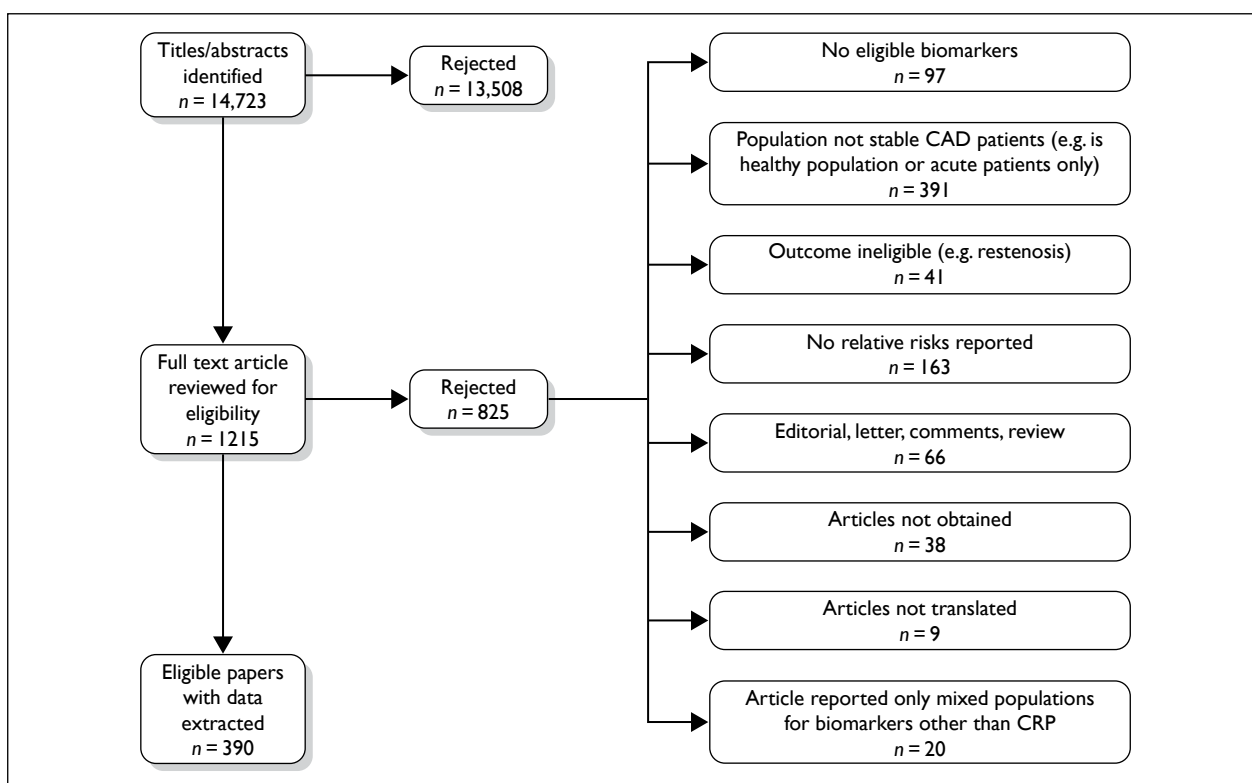 Titles/abstracts
identified
n = 14,723
Rejected
n = 13,508
Full text article
reviewed for
eligibility
n = 1215
Rejected
n = 825
Eligible papers
with data
extracted
n = 390
No eligible biomarkers
n = 97
Population not stable CAD patients (e.g. is
healthy population or acute patients only)
n = 391
Outcome ineligible (e.g. restenosis)
n = 41
No relative risks reported
n = 163
Editorial, letter, comments, review
n = 66
Articles not obtained
n = 38
Articles not translated
n = 9
Article reported only mixed populations
for biomarkers other than CRP
n = 20